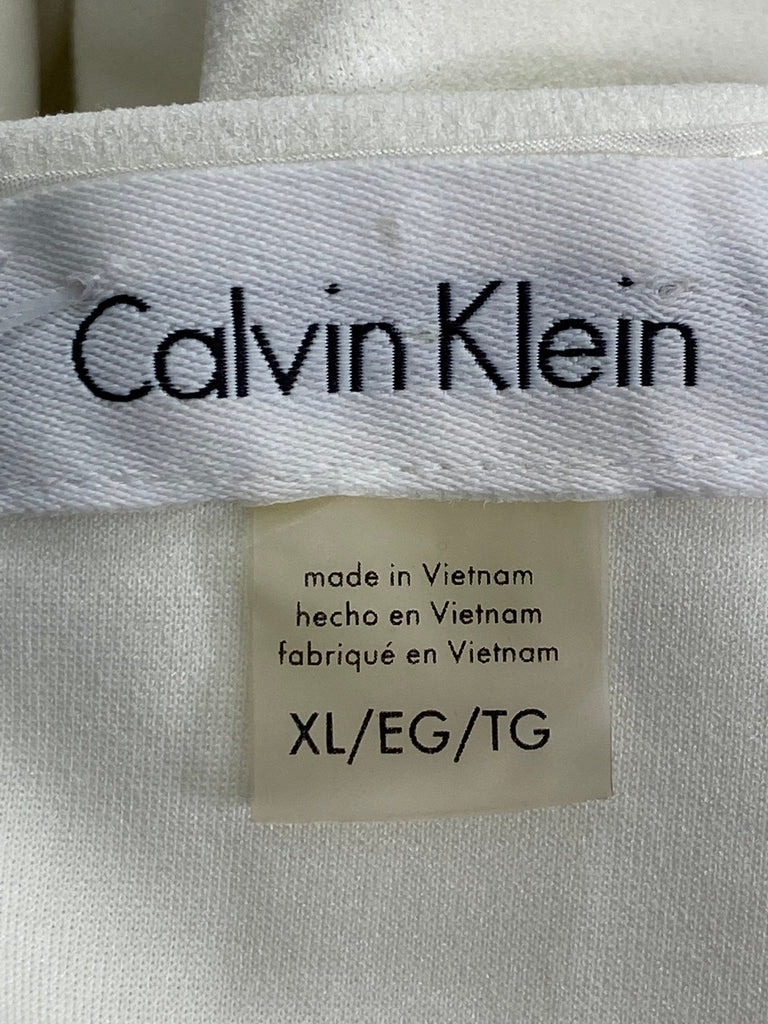 Calvin Klein
made in Vietnam
hecho en Vietnam
fabriqué en Vietnam
XL/EG/TG